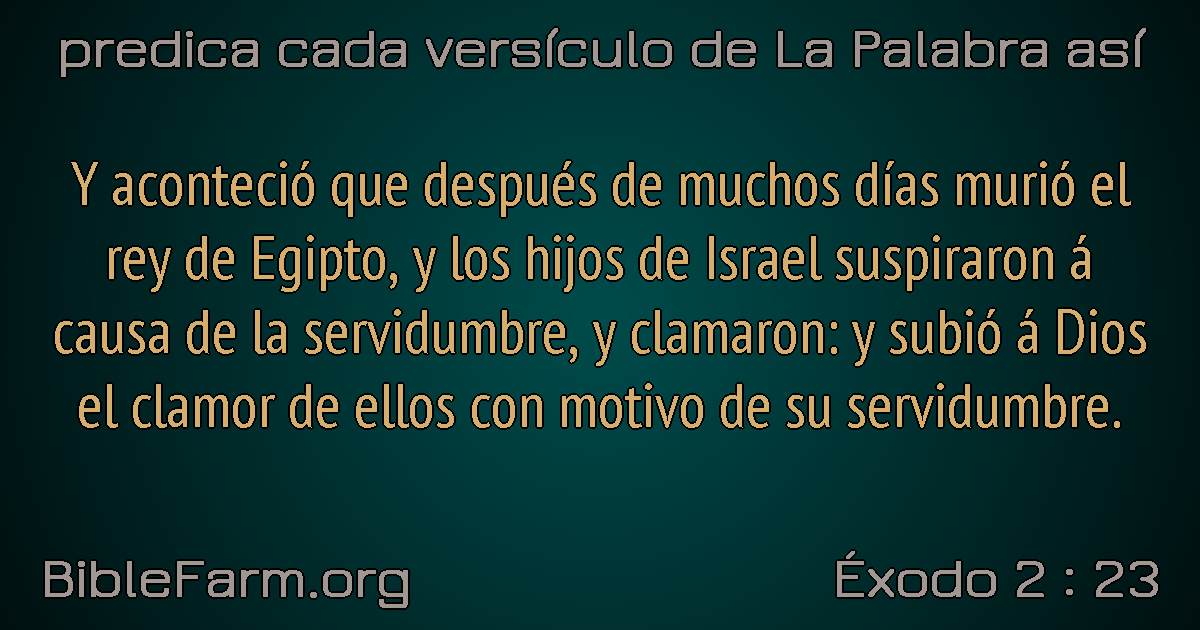 predica cada versículo de La Palabra así
Y aconteció que después de muchos días murió el
rey de Egipto, y los hijos de Israel suspiraron á
causa de la servidumbre, y clamaron: y subió á Dios
el clamor de ellos con motivo de su servidumbre.
BibleFarm.org
Éxodo 2 : 23